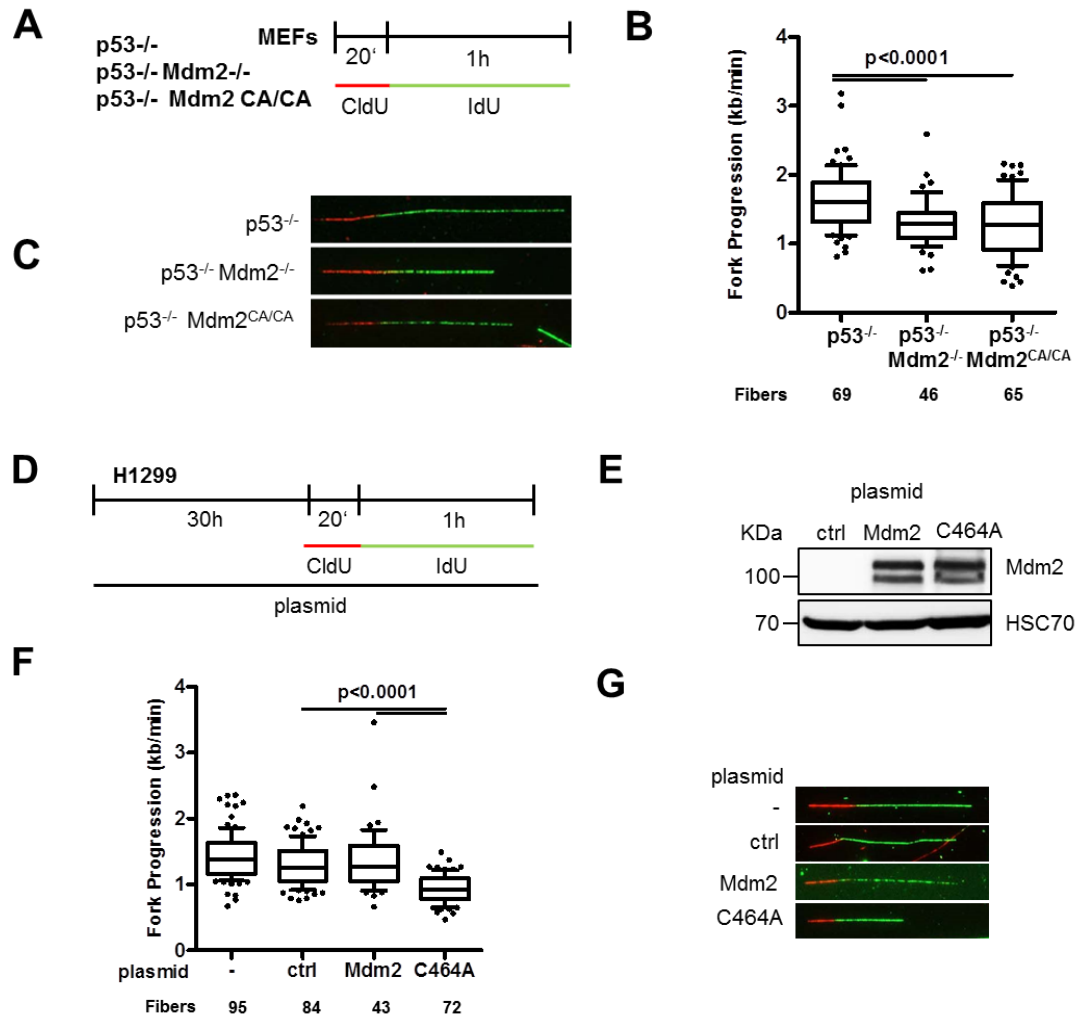 A
p53-/-
p53-/- Mdm2-/-
p53-/- Mdm2 CA/CA
MEFs
20‘
1h
CldU
IdU
B
p<0.0001
Fork Progression (kb/min)
4
3
2
1
0
p53-/-
p53-/- Mdm2-/-
p53-/- Mdm2CA/CA
Fibers 69 46 65
C
p53-/-
p53-/- Mdm2-/-
p53-/- Mdm2CA/CA
D
H1299
30h
20‘
1h
CldU
IdU
plasmid
E
plasmid
KDa ctrl Mdm2 C464A
100
Mdm2
70
HSC70
F
p<0.0001
Fork Progression (kb/min)
4
3
2
1
0
plasmid - ctrl Mdm2 C464A
Fibers 95 84 43 72
G
plasmid
-
ctrl
Mdm2
C464A